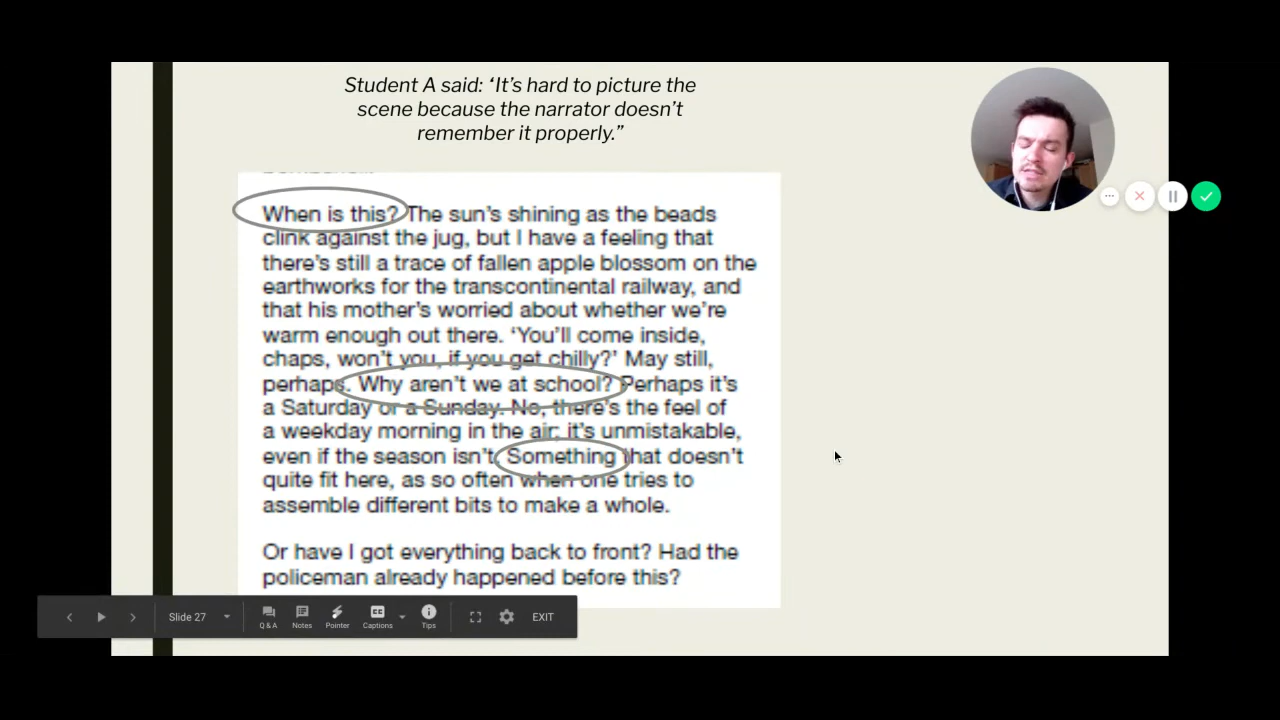 Student A said: ‘It’s hard to picture the
scene because the narrator doesn’t
remember it properly.”
When is this? The sun’s shining as the beads
clink against the jug, but I have a feeling that
there’s still a trace of fallen apple blossom on the
earthworks for the transcontinental railway, and
that his mother’s worried about whether we’re
warm enough out there. ‘You’ll come inside,
chaps, won’t you, if you get chilly?’ May still,
perhaps. Why aren’t we at school? Perhaps it’s
a Saturday or a Sunday. No, there’s the feel of
a weekday morning in the air; it’s unmistakable,
even if the season isn’t. Something that doesn’t
quite fit here, as so often when one tries to
assemble different bits to make a whole.
Or have I got everything back to front? Had the
policeman already happened before this?
Slide 27
Q&A
Notes
Pointer
CC
Captions
Tips
EXIT